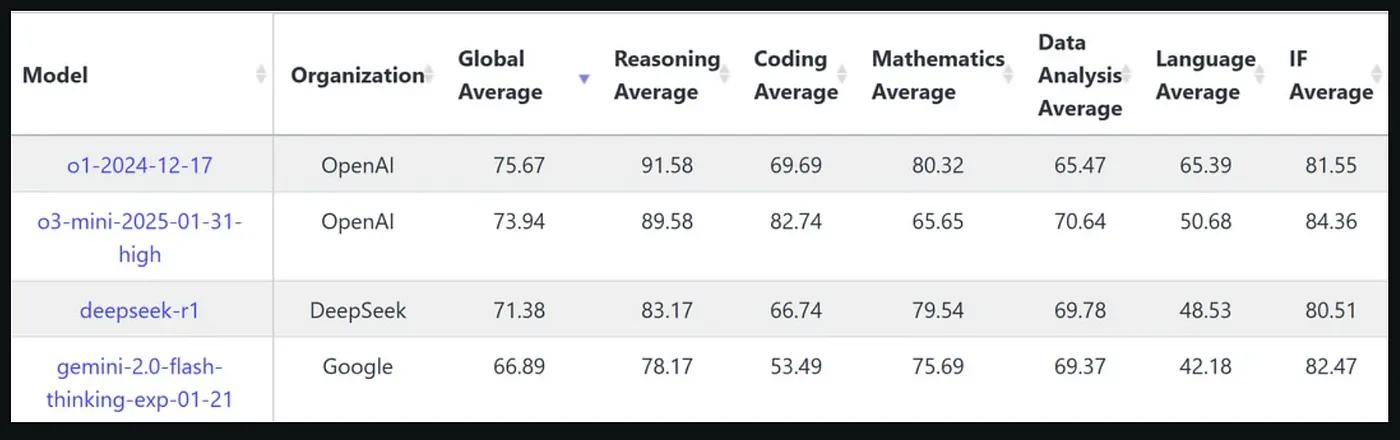 Model Organization Global Average Reasoning Average Coding Average Mathematics Average Data Analysis Average Language Average IF Average
o1-2024-12-17 OpenAI 75.67 91.58 69.69 80.32 65.47 65.39 81.55
o3-mini-2025-01-31-high OpenAI 73.94 89.58 82.74 65.65 70.64 50.68 84.36
deepseek-r1 DeepSeek 71.38 83.17 66.74 79.54 69.78 48.53 80.51
gemini-2.0-flash-thinking-exp-01-21 Google 66.89 78.17 53.49 75.69 69.37 42.18 82.47